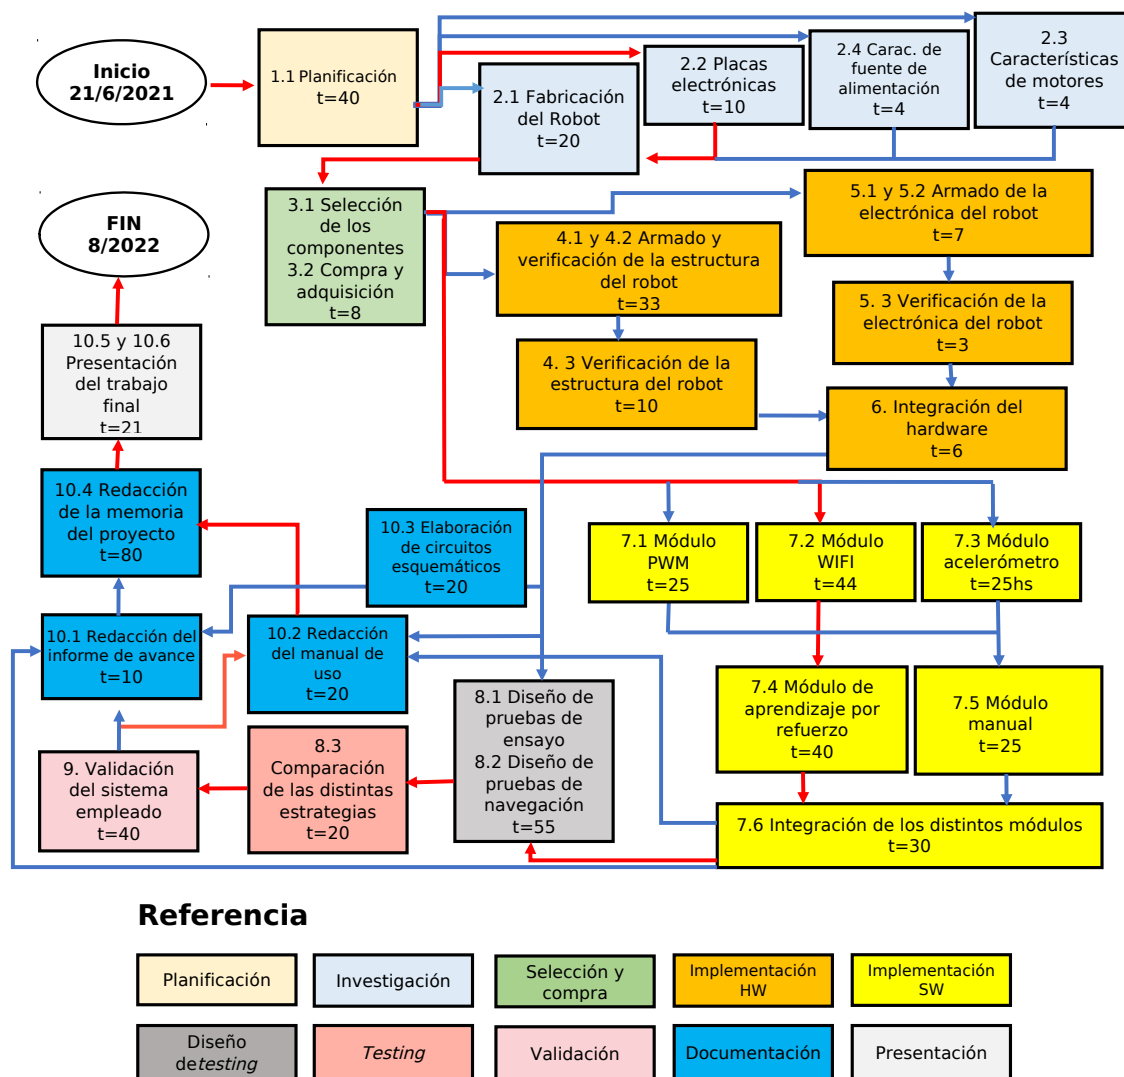 Inicio
21/6/2021
1.1 Planificación
t=40
2.1 Fabricación
del Robot
t=20
2.2 Placas
electrónicas
t=10
2.4 Carac. de
fuente de
alimentación
t=4
2.3
Características
de motores
t=4
FIN
8/2022
3.1 Selección
de los
componentes
3.2 Compra y
adquisición
t=8
4.1 y 4.2 Armado y
verificación de la estructura
del robot
t=33
5.1 y 5.2 Armado de la
electrónica del robot
t=7
5. 3 Verificación de la
electrónica del robot
t=3
4. 3 Verificación de la
estructura del robot
t=10
6. Integración del
hardware
t=6
10.5 y 10.6
Presentación
del trabajo
final
t=21
10.4 Redacción
de la memoria
del proyecto
t=80
10.3 Elaboración
de circuitos
esquemáticos
t=20
7.1 Módulo
PWM
t=25
7.2 Módulo
WIFI
t=44
7.3 Módulo
acelerómetro
t=25hs
10.1 Redacción del
informe de avance
t=10
10.2 Redacción
del manual de
uso
t=20
8.1 Diseño de
pruebas de
ensayo
8.2 Diseño de
pruebas de
navegación
t=55
7.4 Módulo de
aprendizaje por
refuerzo
t=40
7.5 Módulo
manual
t=25
9. Validación
del sistema
empleado
t=40
8.3
Comparación
de las distintas
estrategias
t=20
7.6 Integración de los distintos módulos
t=30
Referencia
Planificación
Investigación
Selección y
compra
Implementación
HW
Implementación
SW
Diseño
detesting
Testing
Validación
Documentación
Presentación